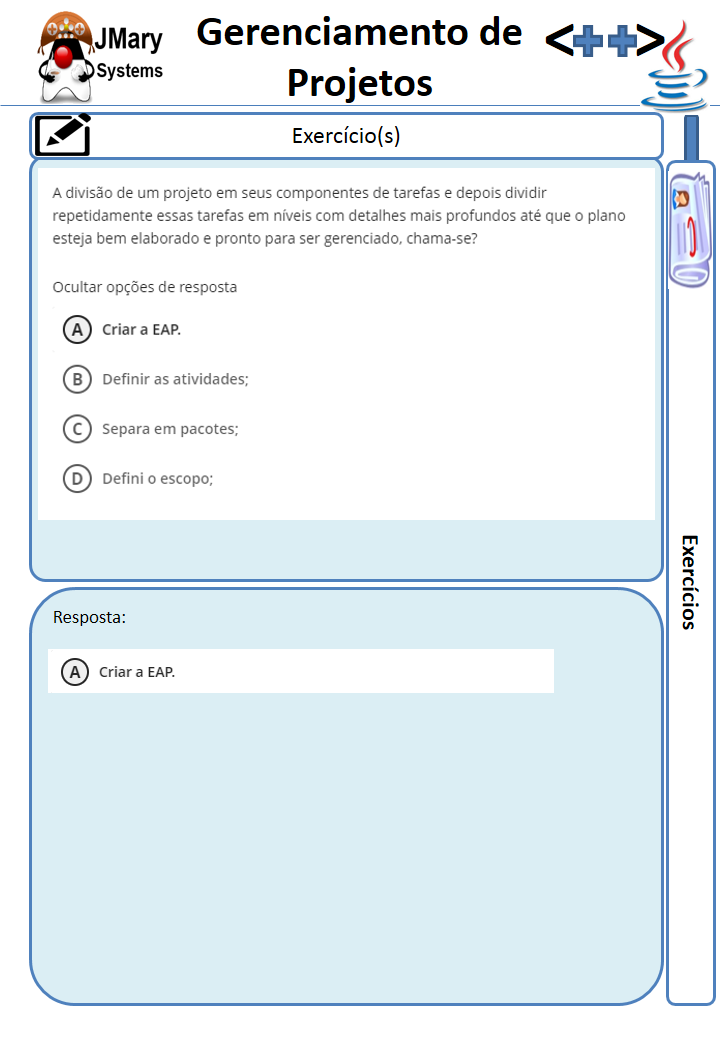 JMary
Systems
Gerenciamento de
Projetos
<++>
Exercício(s)
A divisão de um projeto em seus componentes de tarefas e depois dividir
repetidamente essas tarefas em níveis com detalhes mais profundos até que o plano
esteja bem elaborado e pronto para ser gerenciado, chama-se?
Ocultar opções de resposta
A Criar a EAP.
B Definir as atividades;
C Separa em pacotes;
D Defini o escopo;
Exercícios
Resposta:
A Criar a EAP.